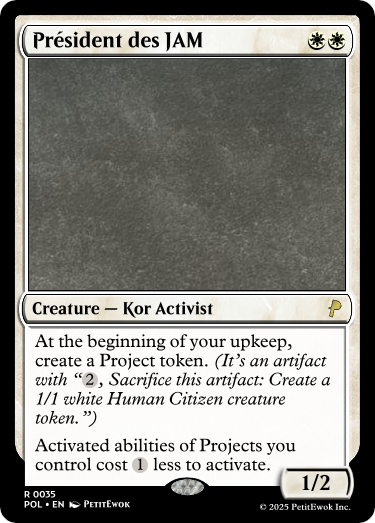 Président des JAM
Creature — Kor Activist
At the beginning of your upkeep,
create a Project token. (It's an artifact
with “2, Sacrifice this artifact: Create a
1/1 white Human Citizen creature
token.”)
Activated abilities of Projects you
control cost 1 less to activate.
1/2
R 0035
POL • EN PetitEwok
© 2025 PetitEwok Inc.